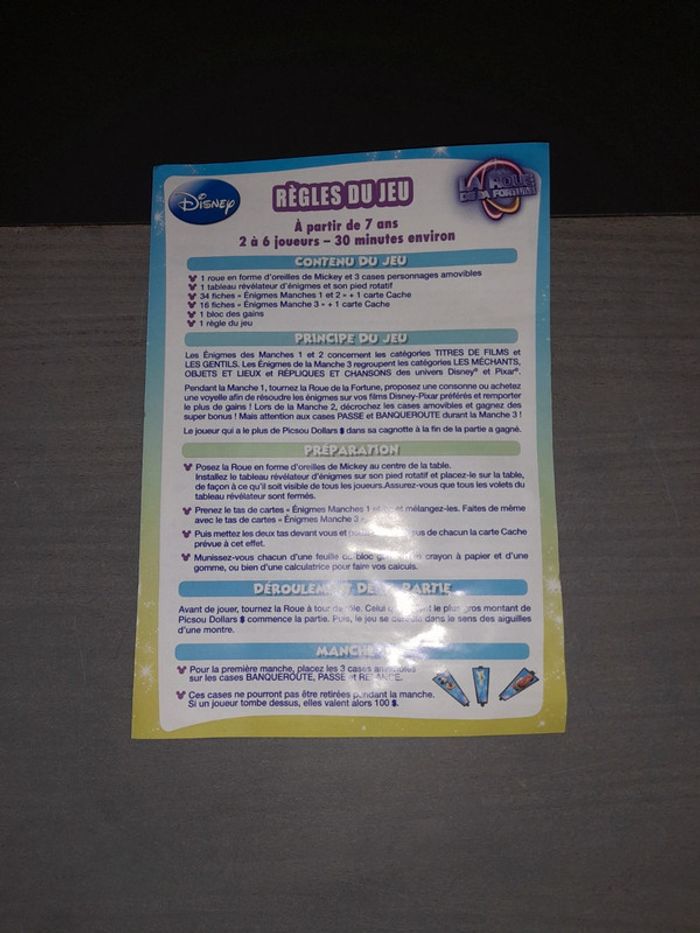 Disney
RÈGLES DU JEU
LA ROUE
DE LA FORTUNE
À partir de 7 ans
2 à 6 joueurs – 30 minutes environ
CONTENU DU JEU
1 roue en forme d'oreilles de Mickey et 3 cases personnages amovibles
1 tableau révélateur d'énigmes et son pied rotatif
34 fiches « Énigmes Manches 1 et 2 » + 1 carte Cache
16 fiches « Énigmes Manche 3 » + 1 carte Cache
1 bloc des gains
1 règle du jeu
PRINCIPE DU JEU
Les Énigmes des Manches 1 et 2 concernent les catégories TITRES DE FILMS et
LES GENTILS. Les Énigmes de la Manche 3 regroupent les catégories LES MÉCHANTS,
OBJETS ET LIEUX et RÉPLIQUES ET CHANSONS des univers Disney® et Pixar®.
Pendant la Manche 1, tournez la Roue de la Fortune, proposez une consonne ou achetez
une voyelle afin de résoudre les énigmes sur vos films Disney-Pixar préférés et remporter
le plus de gains ! Lors de la Manche 2, décrochez les cases amovibles et gagnez des
super bonus ! Mais attention aux cases PASSE et BANQUEROUTE durant la Manche 3 !
Le joueur qui a le plus de Picsou Dollars $ dans sa cagnotte à la fin de la partie a gagné.
PRÉPARATION
Posez la Roue en forme d'oreilles de Mickey au centre de la table.
Installez le tableau révélateur d'énigmes sur son pied rotatif et placez-le sur la table,
de façon à ce qu'il soit visible de tous les joueurs.Assurez-vous que tous les volets du
tableau révélateur sont fermés.
Prenez le tas de cartes « Énigmes Manches 1 et mélangez-les. Faites de même
avec le tas de cartes « Énigmes Manche 3
Puis mettez les deux tas devant vous et de chacun la carte Cache
prévue à cet effet.
Munissez-vous chacun d'une feuille bloc crayon à papier et d'une
gomme, ou bien d'une calculatrice pour faire vos calculs.
DÉROULEMENT DE PARTIE
Avant de jouer, tournez la Roue à tour de rôle. Celui le plus gros montant de
Picsou Dollars $ commence la partie. Puis, le jeu se dans le sens des aiguilles
d'une montre.
MANCHE
Pour la première manche, placez les 3 cases
sur les cases BANQUEROUTE, PASSE et RELANCE.
Ces cases ne pourront pas être retirées pendant la manche.
Si un joueur tombe dessus, elles valent alors 100 $.